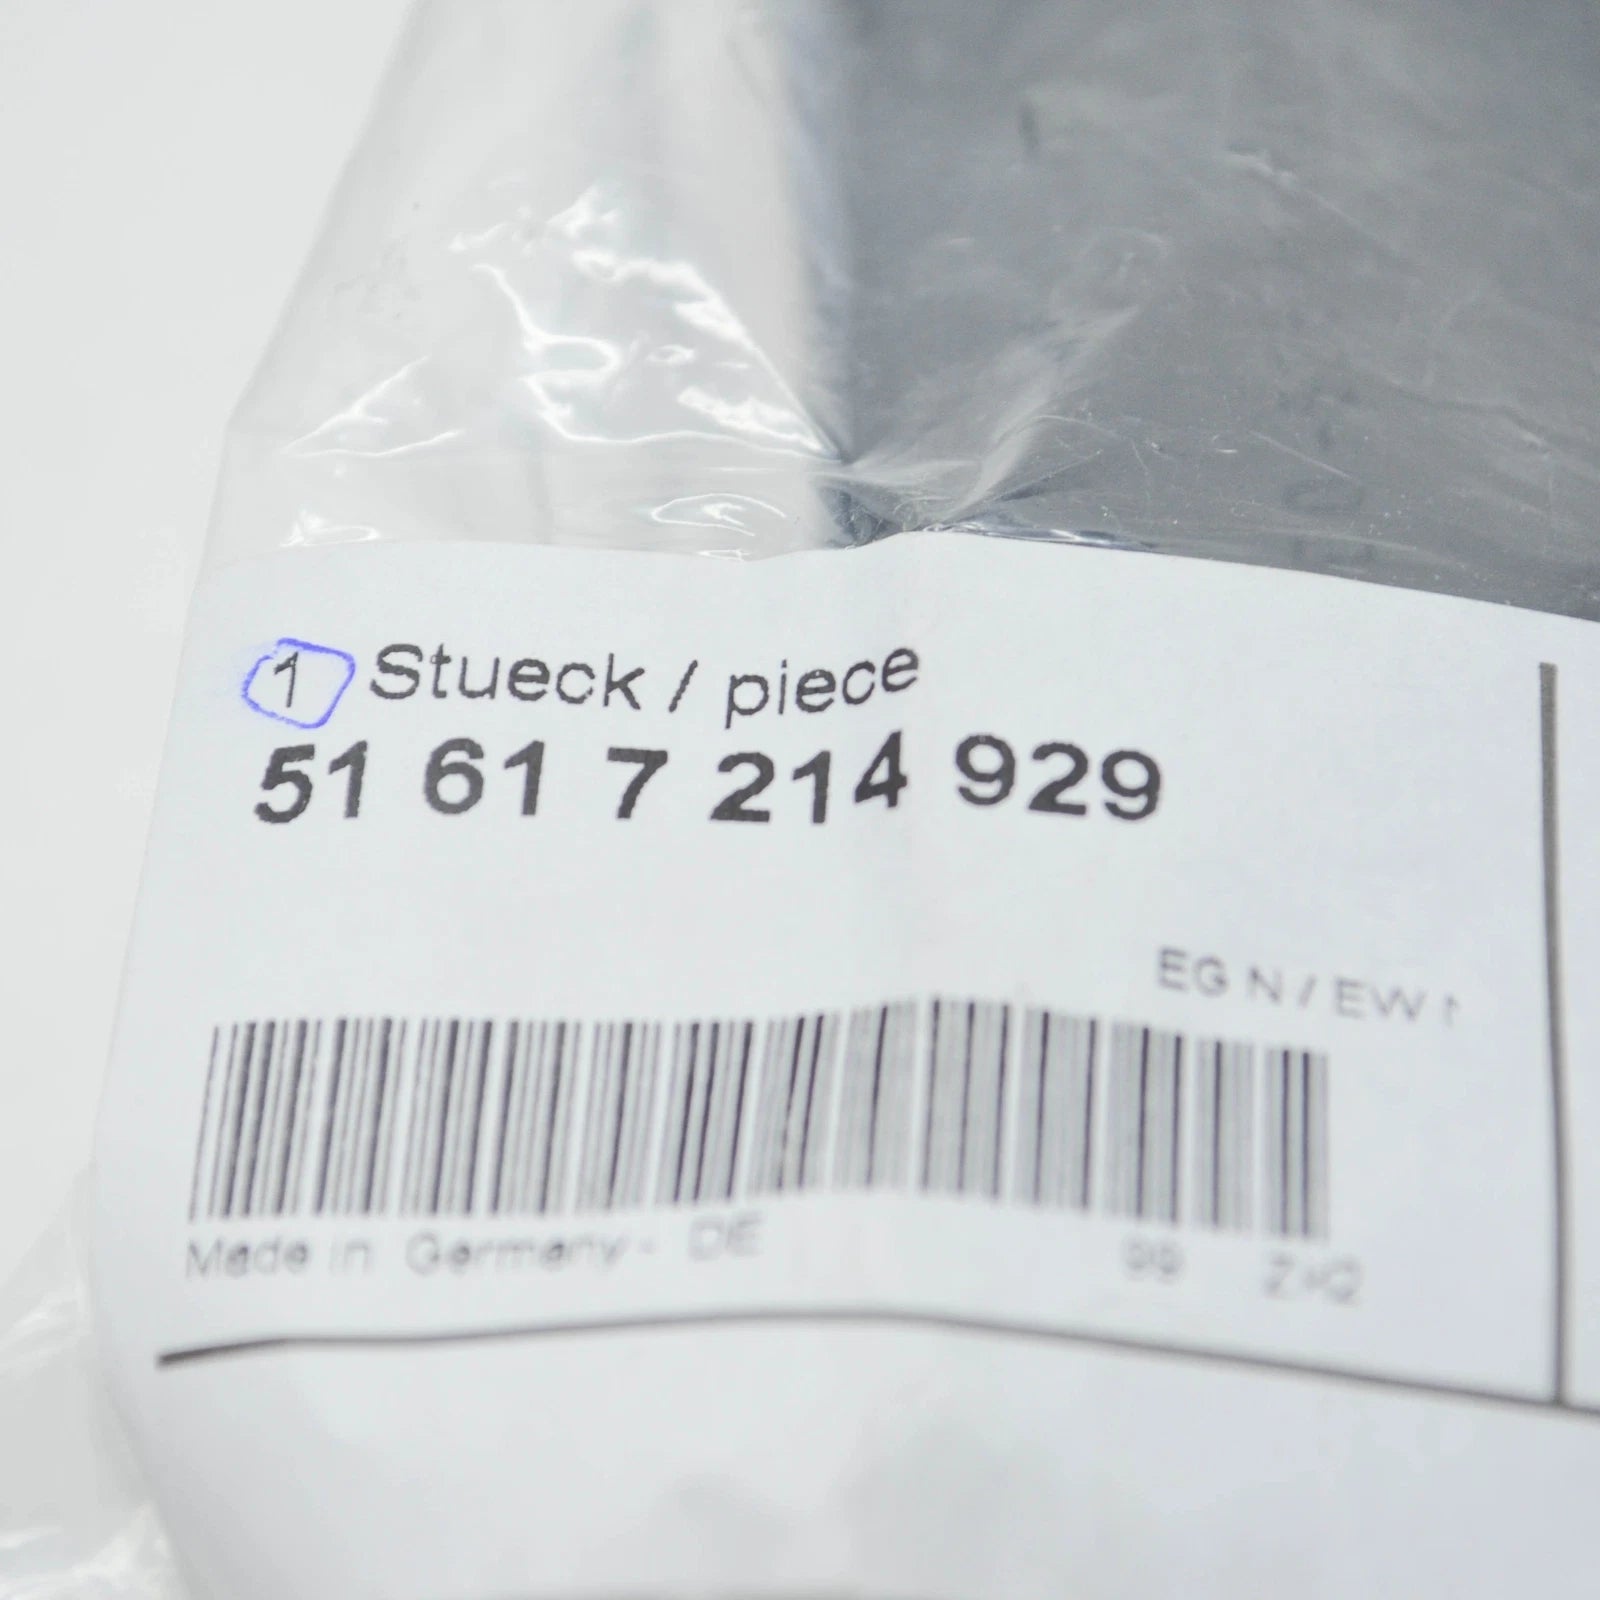 1 Stueck / piece
51 61 7 214 929
EG N / EW
Made in Germany - DE 99